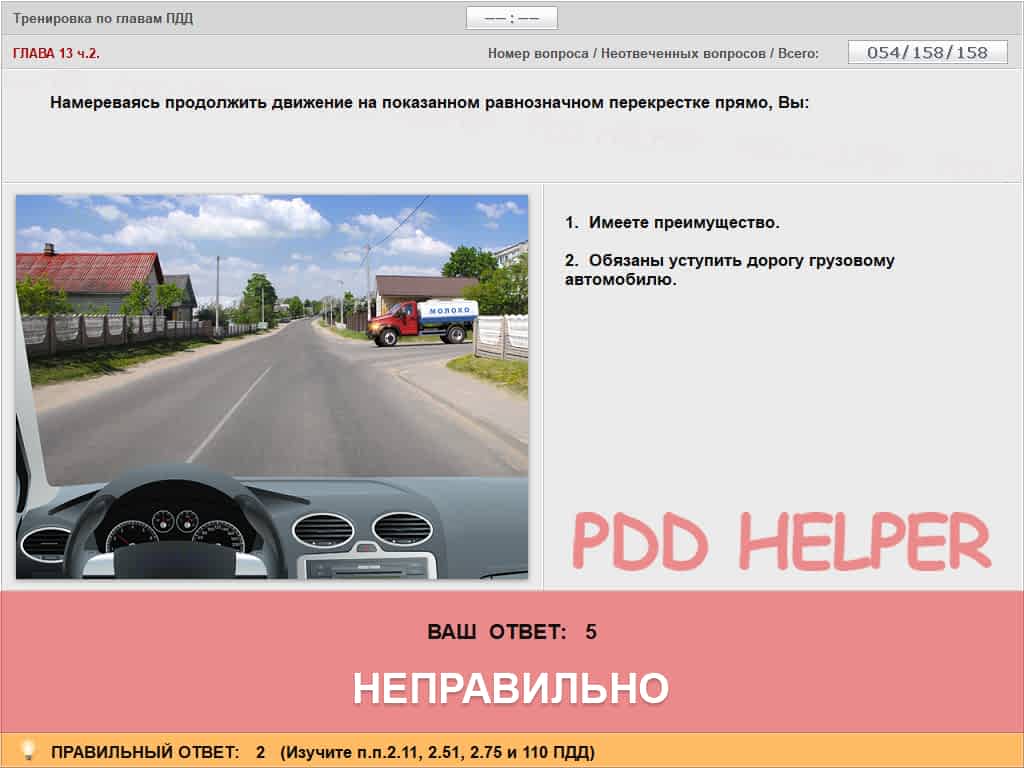 Тренировка по главам ПДД
–– : ––
ГЛАВА 13 ч.2.
Номер вопроса / Неотвеченных вопросов / Всего:
054/158/158
Намереваясь продолжить движение на показанном равнозначном перекрестке прямо, Вы:
1. Имеете преимущество.
2. Обязаны уступить дорогу грузовому
автомобилю.
МОЛОКО
PDD HELPER
ВАШ ОТВЕТ: 5
НЕПРАВИЛЬНО
ПРАВИЛЬНЫЙ ОТВЕТ: 2 (Изучите п.п.2.11, 2.51, 2.75 и 110 ПДД)